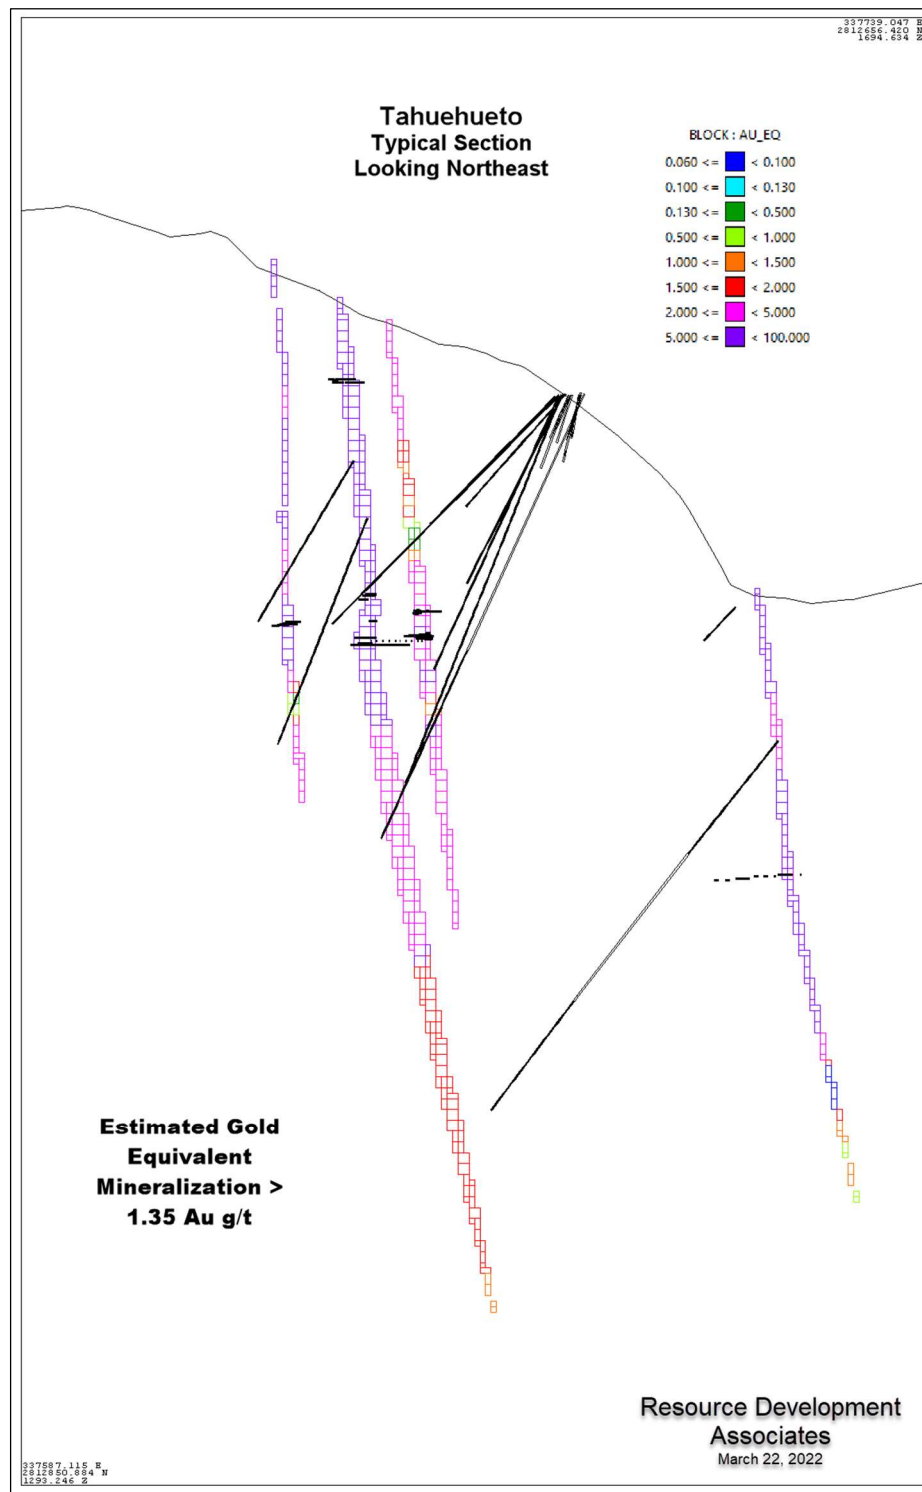 337739.047 E
2812656.420 N
1694.634 Z
Tahuehueto
Typical Section
Looking Northeast
BLOCK : AU_EQ
0.060 <= < 0.100
0.100 <= < 0.130
0.130 <= < 0.500
0.500 <= < 1.000
1.000 <= < 1.500
1.500 <= < 2.000
2.000 <= < 5.000
5.000 <= < 100.000
Estimated Gold
Equivalent
Mineralization >
1.35 Au g/t
Resource Development
Associates
March 22, 2022
337587.115 E
2812850.884 N
1293.246 Z